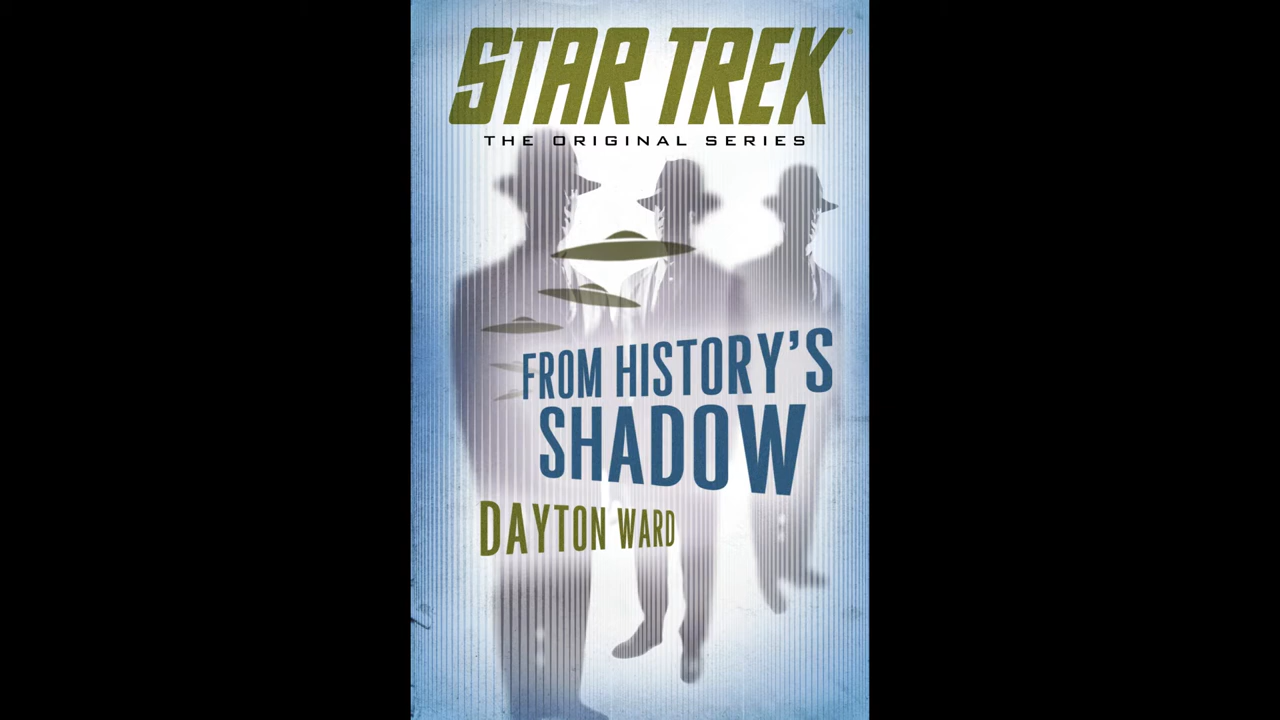 STAR TREK®
THE ORIGINAL SERIES
FROM HISTORY'S
SHADOW
DAYTON WARD